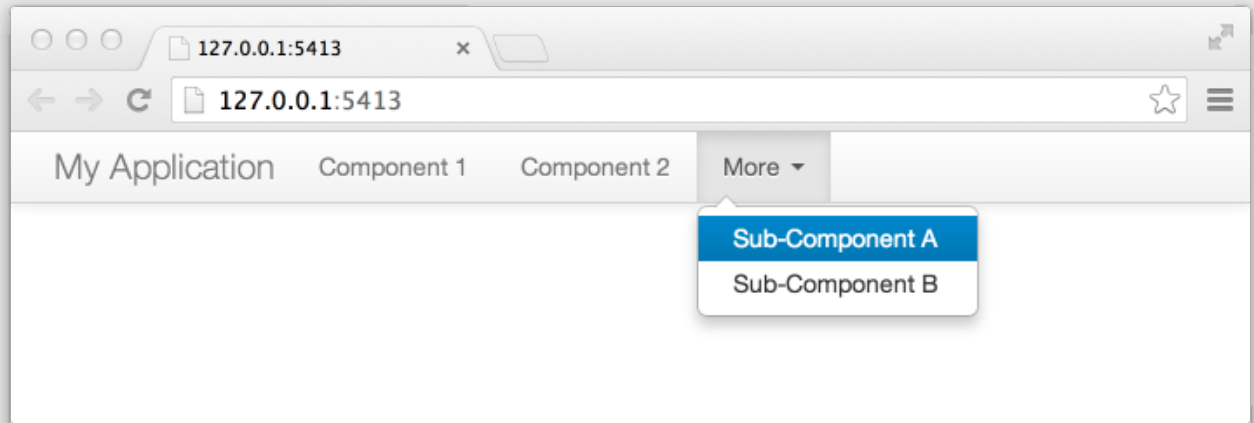 127.0.0.1:5413
127.0.0.1:5413
My Application Component 1 Component 2 More
Sub-Component A
Sub-Component B